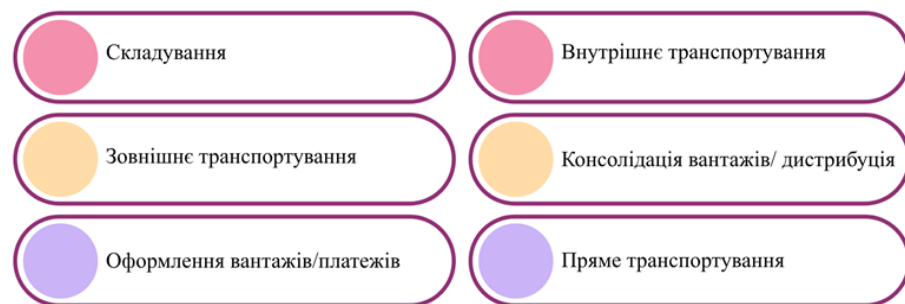 Складування
Внутрішнє транспортування
Зовнішнє транспортування
Консолідація вантажів/ дистрибуція
Оформлення вантажів/платежів
Пряме транспортування